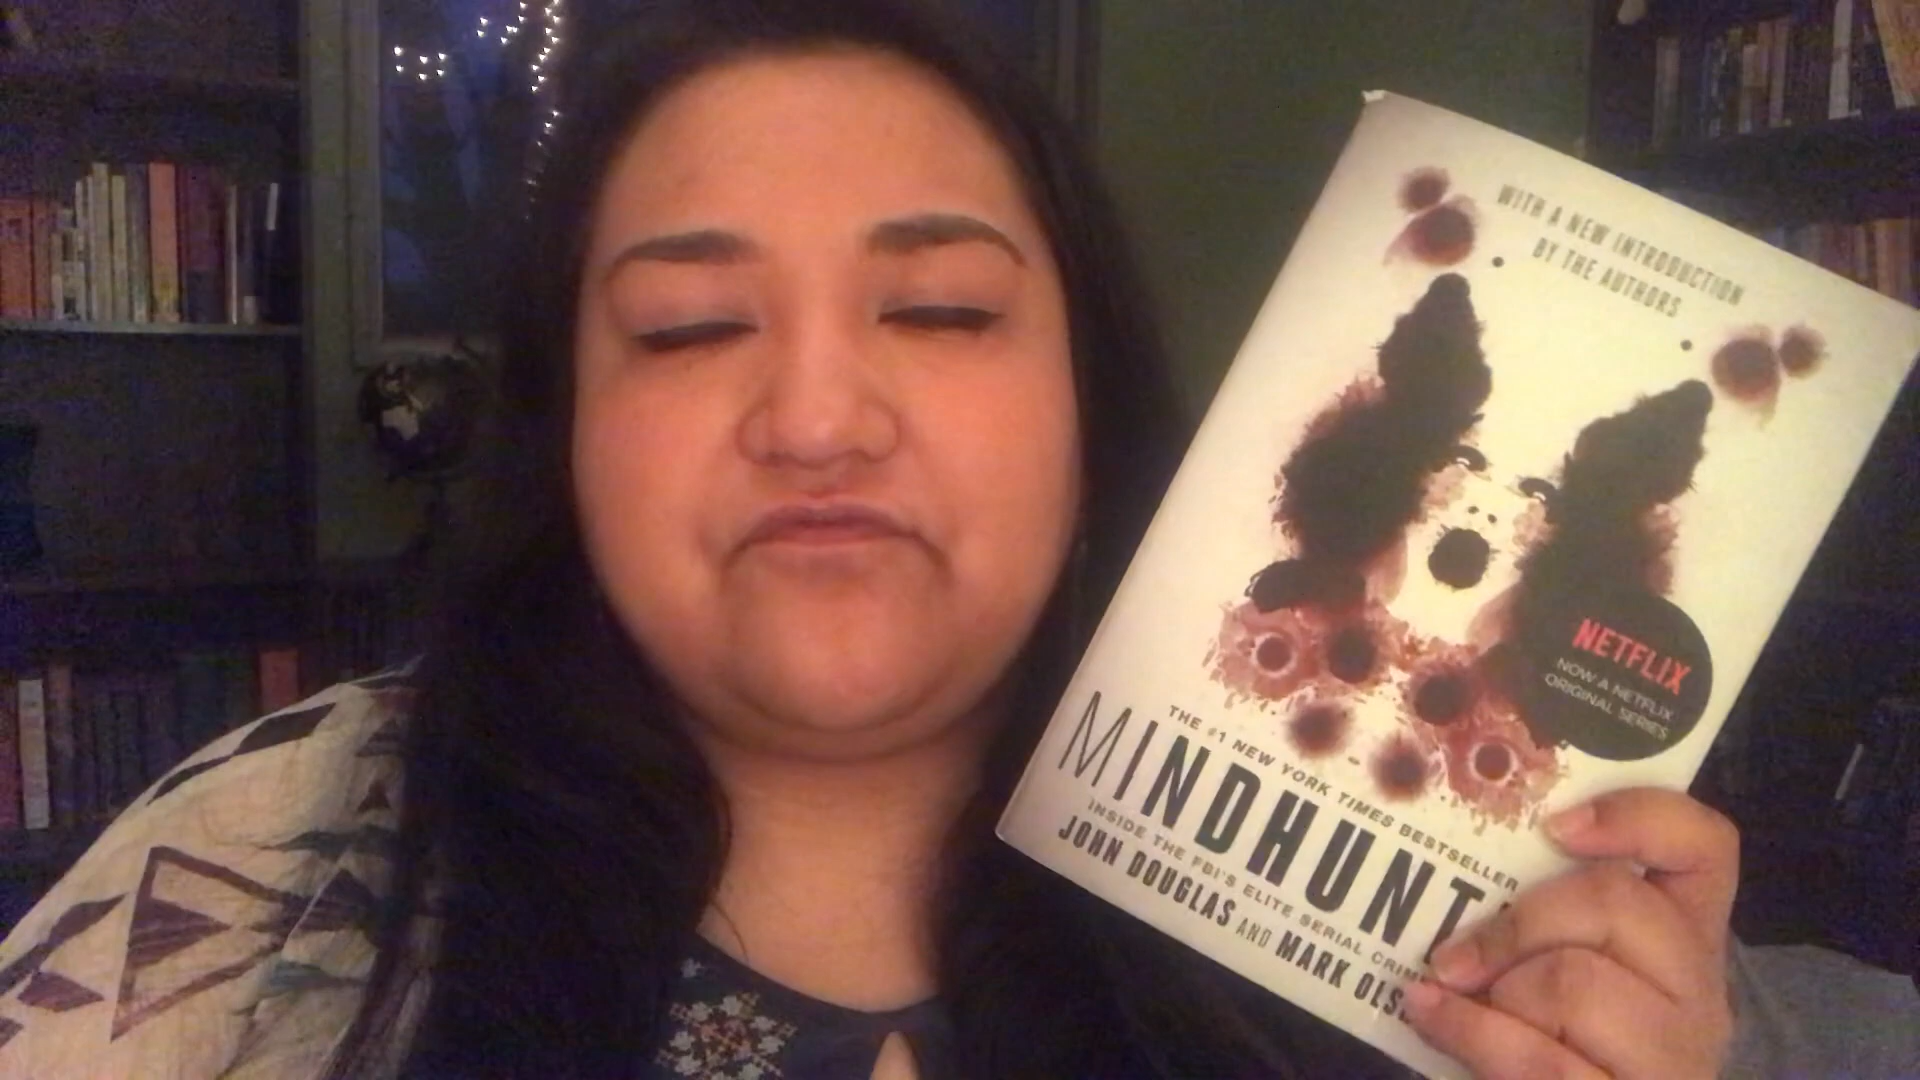 WITH A NEW INTRODUCTION
BY THE AUTHORS
NETFLIX
NOW A NETFLIX
ORIGINAL SERIES
THE #1 NEW YORK TIMES BESTSELLER
MINDHUNT
INSIDE THE FBI'S ELITE SERIAL CRIM
JOHN DOUGLAS AND MARK OLS